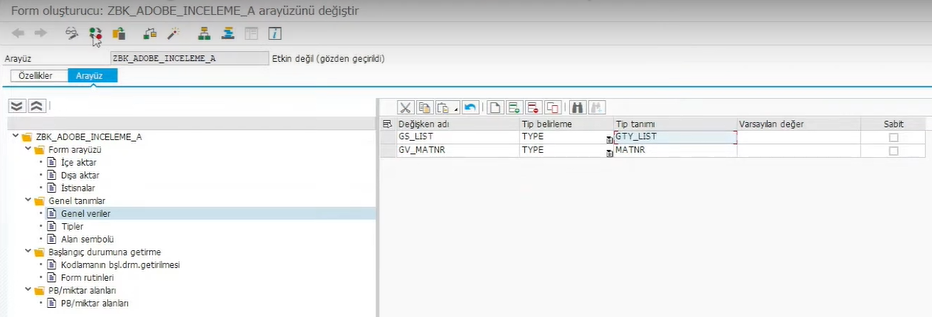 Form oluşturucu: ZBK_ADOBE_INCELEME_A arayüzünü değiştir
Arayüz ZBK_ADOBE_INCELEME_A Etkin değil (gözden geçirildi)
Özellikler Arayüz
Değişken adı Tip belirleme Tip tanımı Varsayılan değer Sabit
GS_LIST TYPE GTY_LIST
GV_MATNR TYPE MATNR
ZBK_ADOBE_INCELEME_A
Form arayüzü
İçe aktar
Dışa aktar
İstisnalar
Genel tanımlar
Genel veriler
Tipler
Alan sembolü
Başlangıç durumuna getirme
Kodlamanın bşl.drm.getirilmesi
Form rutinleri
PB/miktar alanları
PB/miktar alanları